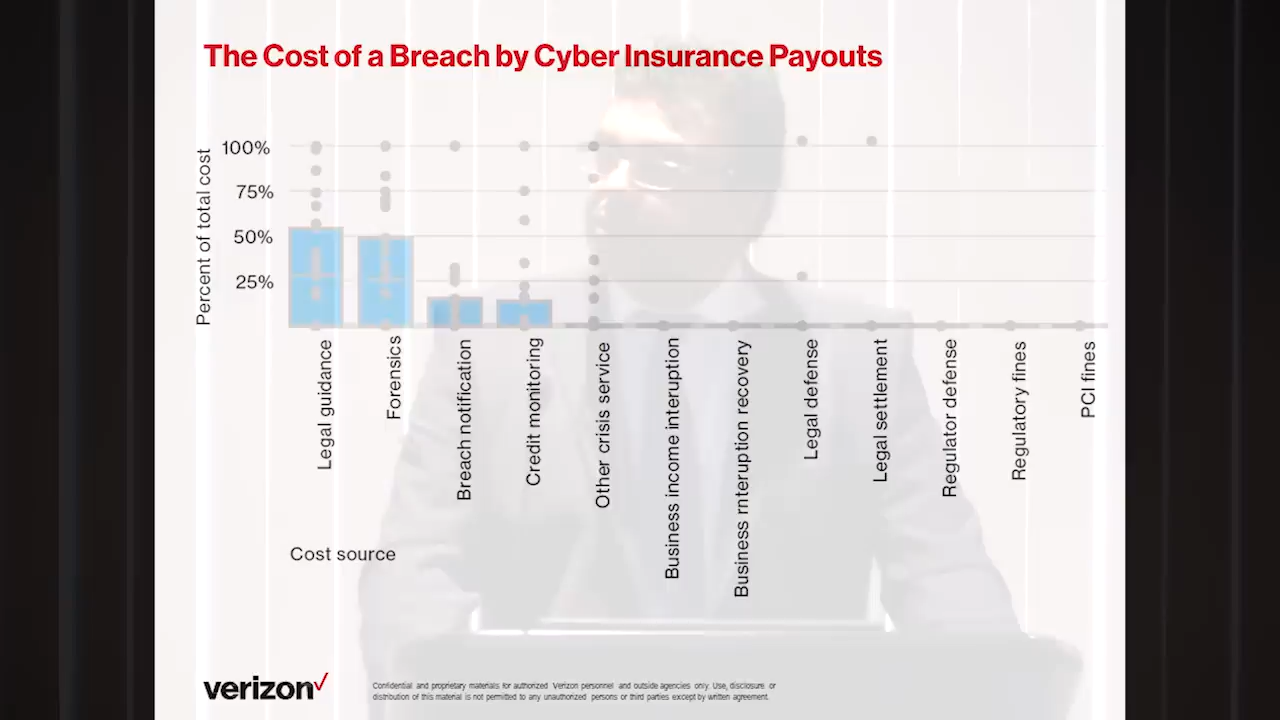 The Cost of a Breach by Cyber Insurance Payouts
Percent of total cost
100%
75%
50%
25%
Legal guidance
Forensics
Breach notification
Credit monitoring
Other crisis service
Business income interuption
Business rnteruption recovery
Legal defense
Legal settlement
Regulator defense
Regulatory fines
PCI fines
Cost source
verizon✓
Confidential and proprietary materials for authorized Verizon personnel and outside agencies only. Use, disclosure or
distribution of this material is not permitted to any unauthorized persons or third parties except by written agreement.